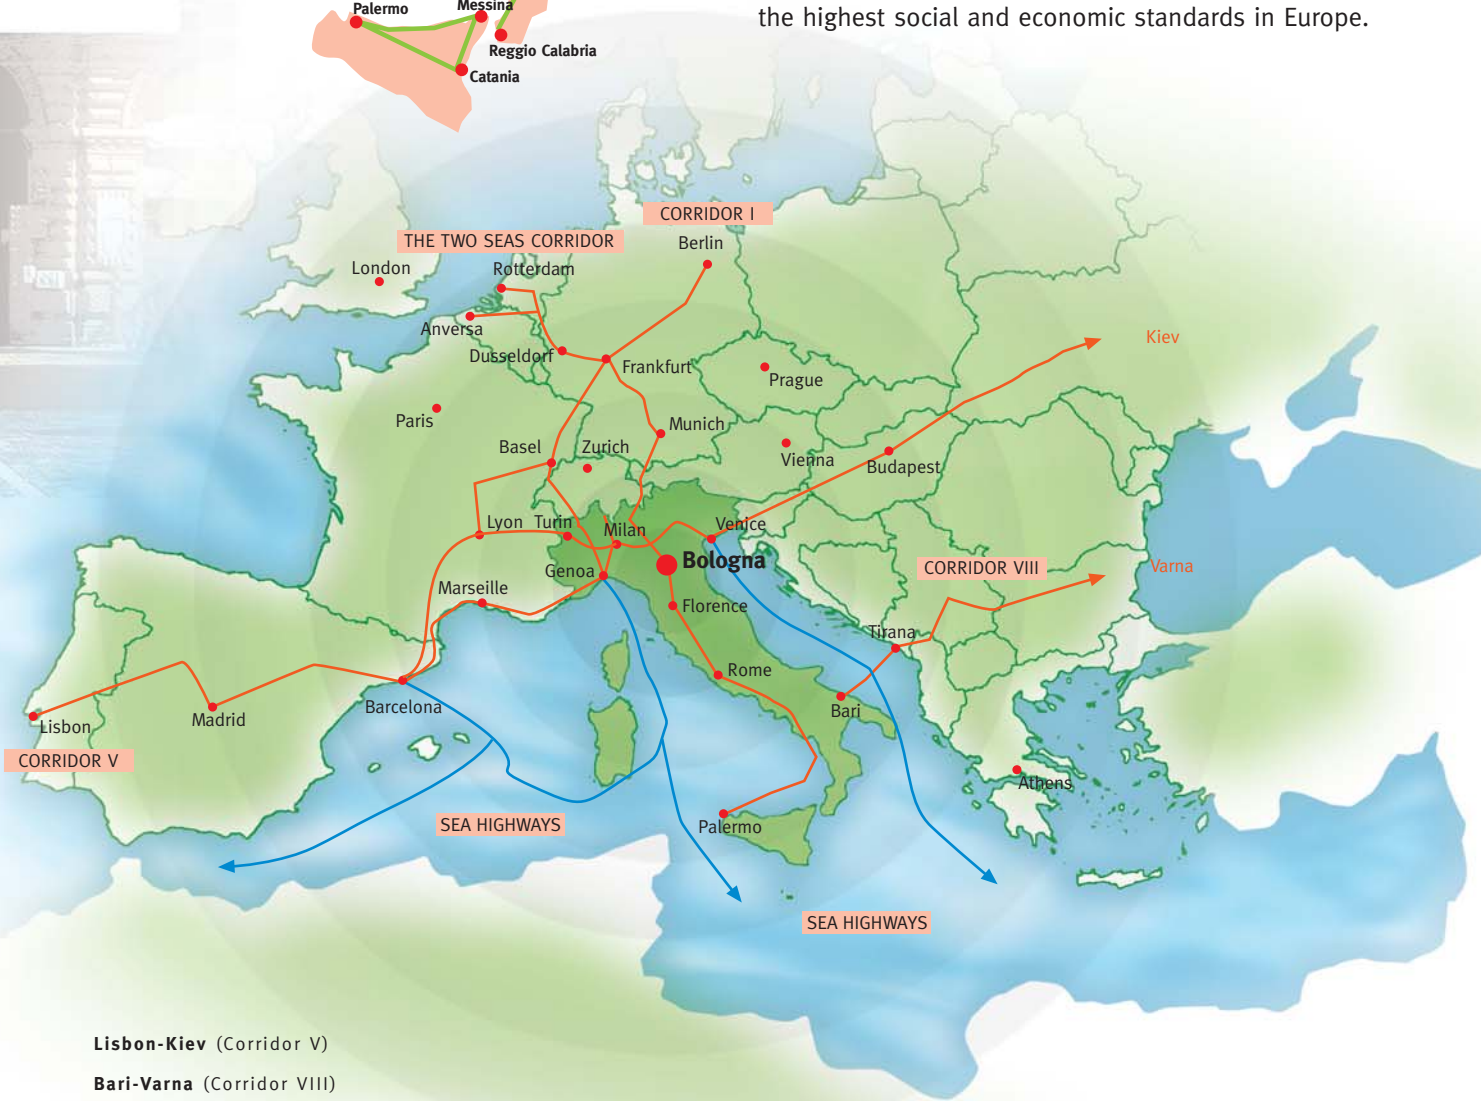 Palermo
Messina
Reggio Calabria
Catania
the highest social and economic standards in Europe.
CORRIDOR I
THE TWO SEAS CORRIDOR
Berlin
London
Rotterdam
Anversa
Dusseldorf
Frankfurt
Kiev
Prague
Paris
Munich
Basel
Zurich
Vienna
Budapest
Lyon
Turin
Milan
Venice
Bologna
Genoa
CORRIDOR VIII
Varna
Marseille
Florence
Tirana
Rome
Barcelona
Bari
Madrid
Lisbon
CORRIDOR V
Athens
SEA HIGHWAYS
Palermo
SEA HIGHWAYS
Lisbon-Kiev (Corridor V)
Bari-Varna (Corridor VIII)